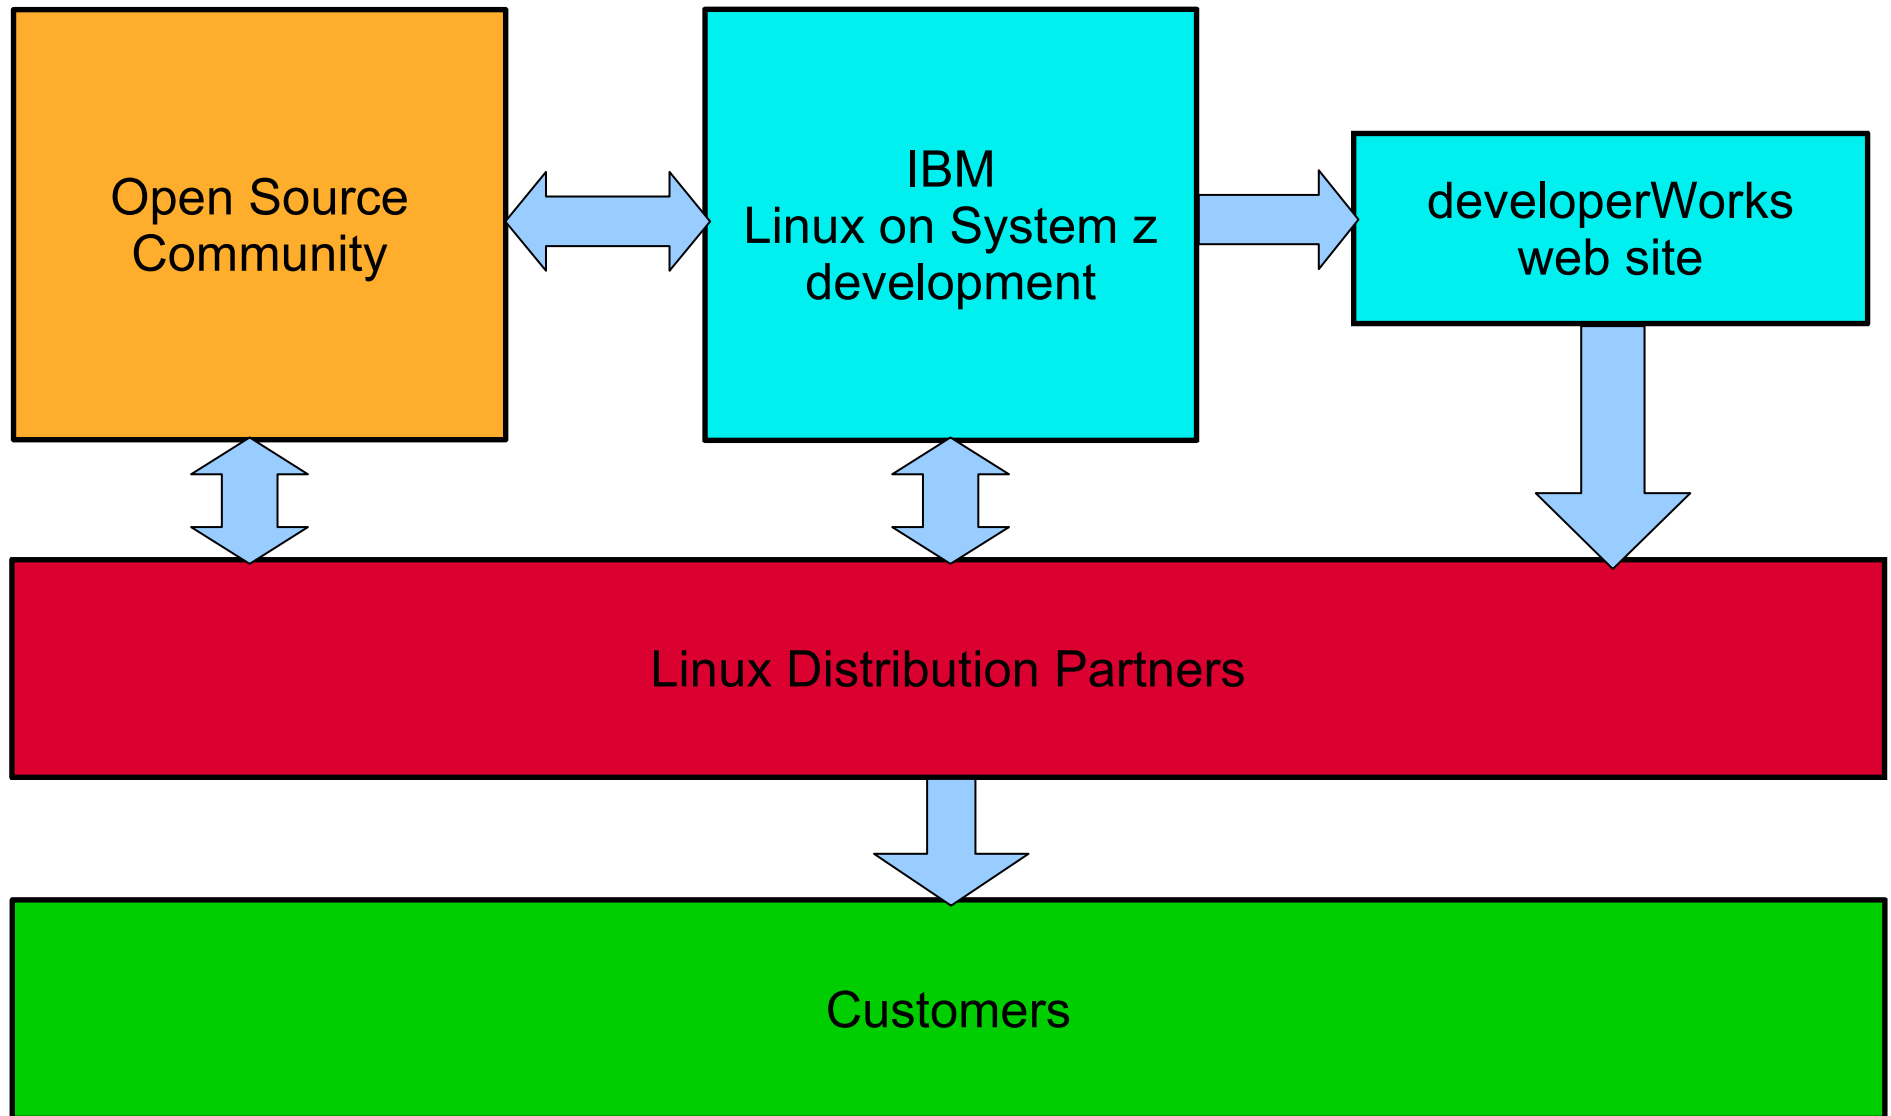 Open Source
Community
IBM
Linux on System z
development
developerWorks
web site
Linux Distribution Partners
Customers